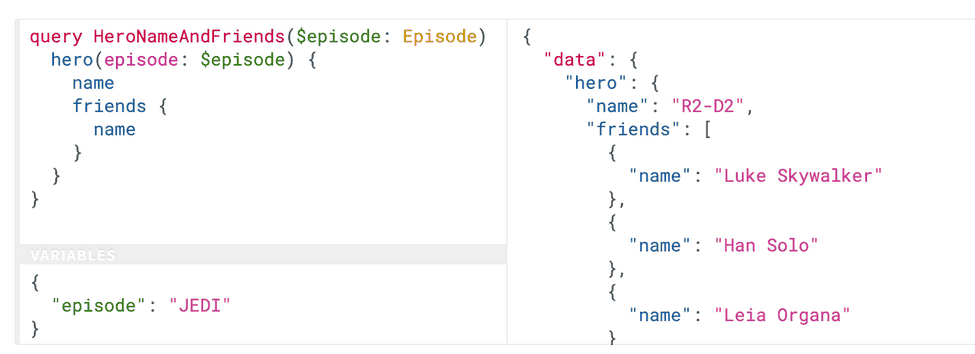 query HeroNameAndFriends($episode: Episode)
  hero(episode: $episode) {
    name
    friends {
      name
    }
  }
}
VARIABLES
{
  "episode": "JEDI"
}
{
  "data": {
    "hero": {
      "name": "R2-D2",
      "friends": [
        {
          "name": "Luke Skywalker"
        },
        {
          "name": "Han Solo"
        },
        {
          "name": "Leia Organa"
        }